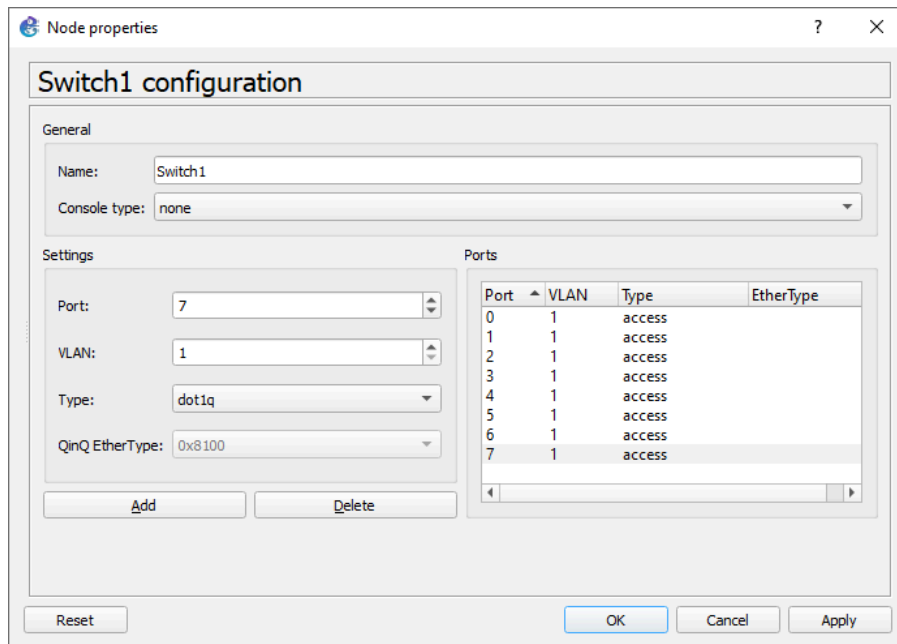 Node properties
Switch1 configuration
General
Name: Switch1
Console type: none
Settings
Port: 7
VLAN: 1
Type: dot1q
QinQ EtherType: 0x8100
Add Delete
Ports
Port VLAN Type EtherType
0 1 access
1 1 access
2 1 access
3 1 access
4 1 access
5 1 access
6 1 access
7 1 access
Reset OK Cancel Apply